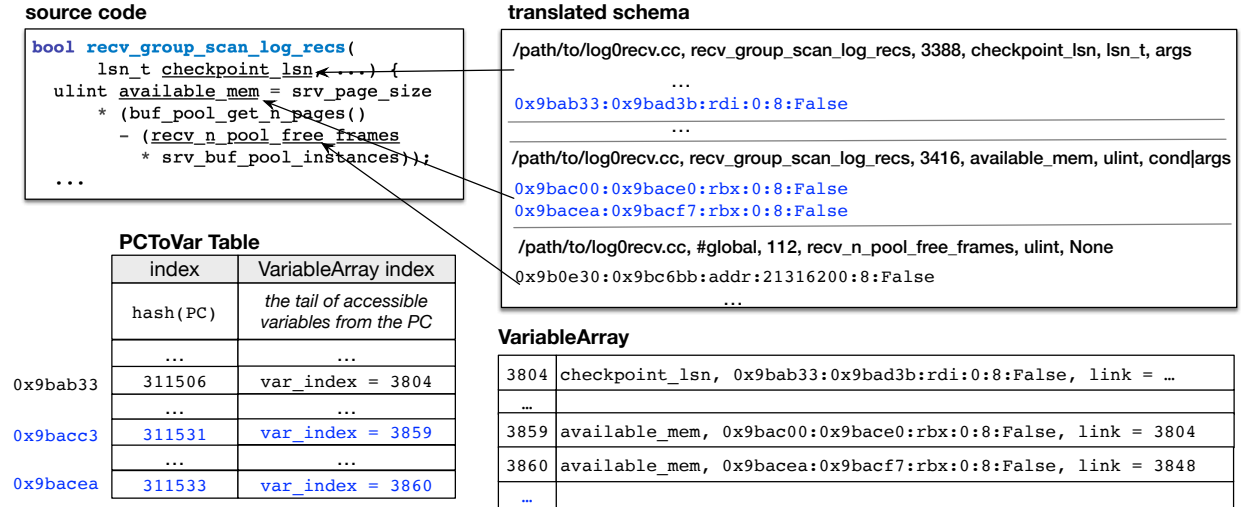 source code
bool recv_group_scan_log_recs(
lsn_t checkpoint_lsn, ...) {
ulint available_mem = srv_page_size
* (buf_pool_get_n_pages()
- (recv_n_pool_free_frames
* srv_buf_pool_instances));
...
translated schema
/path/to/log0recv.cc, recv_group_scan_log_recs, 3388, checkpoint_lsn, lsn_t, args
...
0x9bab33:0x9bad3b:rdi:0:8:False
...
/path/to/log0recv.cc, recv_group_scan_log_recs, 3416, available_mem, ulint, cond|args
0x9bac00:0x9bace0:rbx:0:8:False
0x9bacea:0x9bacf7:rbx:0:8:False
/path/to/log0recv.cc, #global, 112, recv_n_pool_free_frames, ulint, None
0x9b0e30:0x9bc6bb:addr:21316200:8:False
...
PCToVar Table
index VariableArray index
hash(PC) the tail of accessible
variables from the PC
... ...
0x9bab33 311506 var_index = 3804
... ...
0x9bacc3 311531 var_index = 3859
... ...
0x9bacea 311533 var_index = 3860
VariableArray
3804 checkpoint_lsn, 0x9bab33:0x9bad3b:rdi:0:8:False, link = …
…
3859 available_mem, 0x9bac00:0x9bace0:rbx:0:8:False, link = 3804
3860 available_mem, 0x9bacea:0x9bacf7:rbx:0:8:False, link = 3848
…